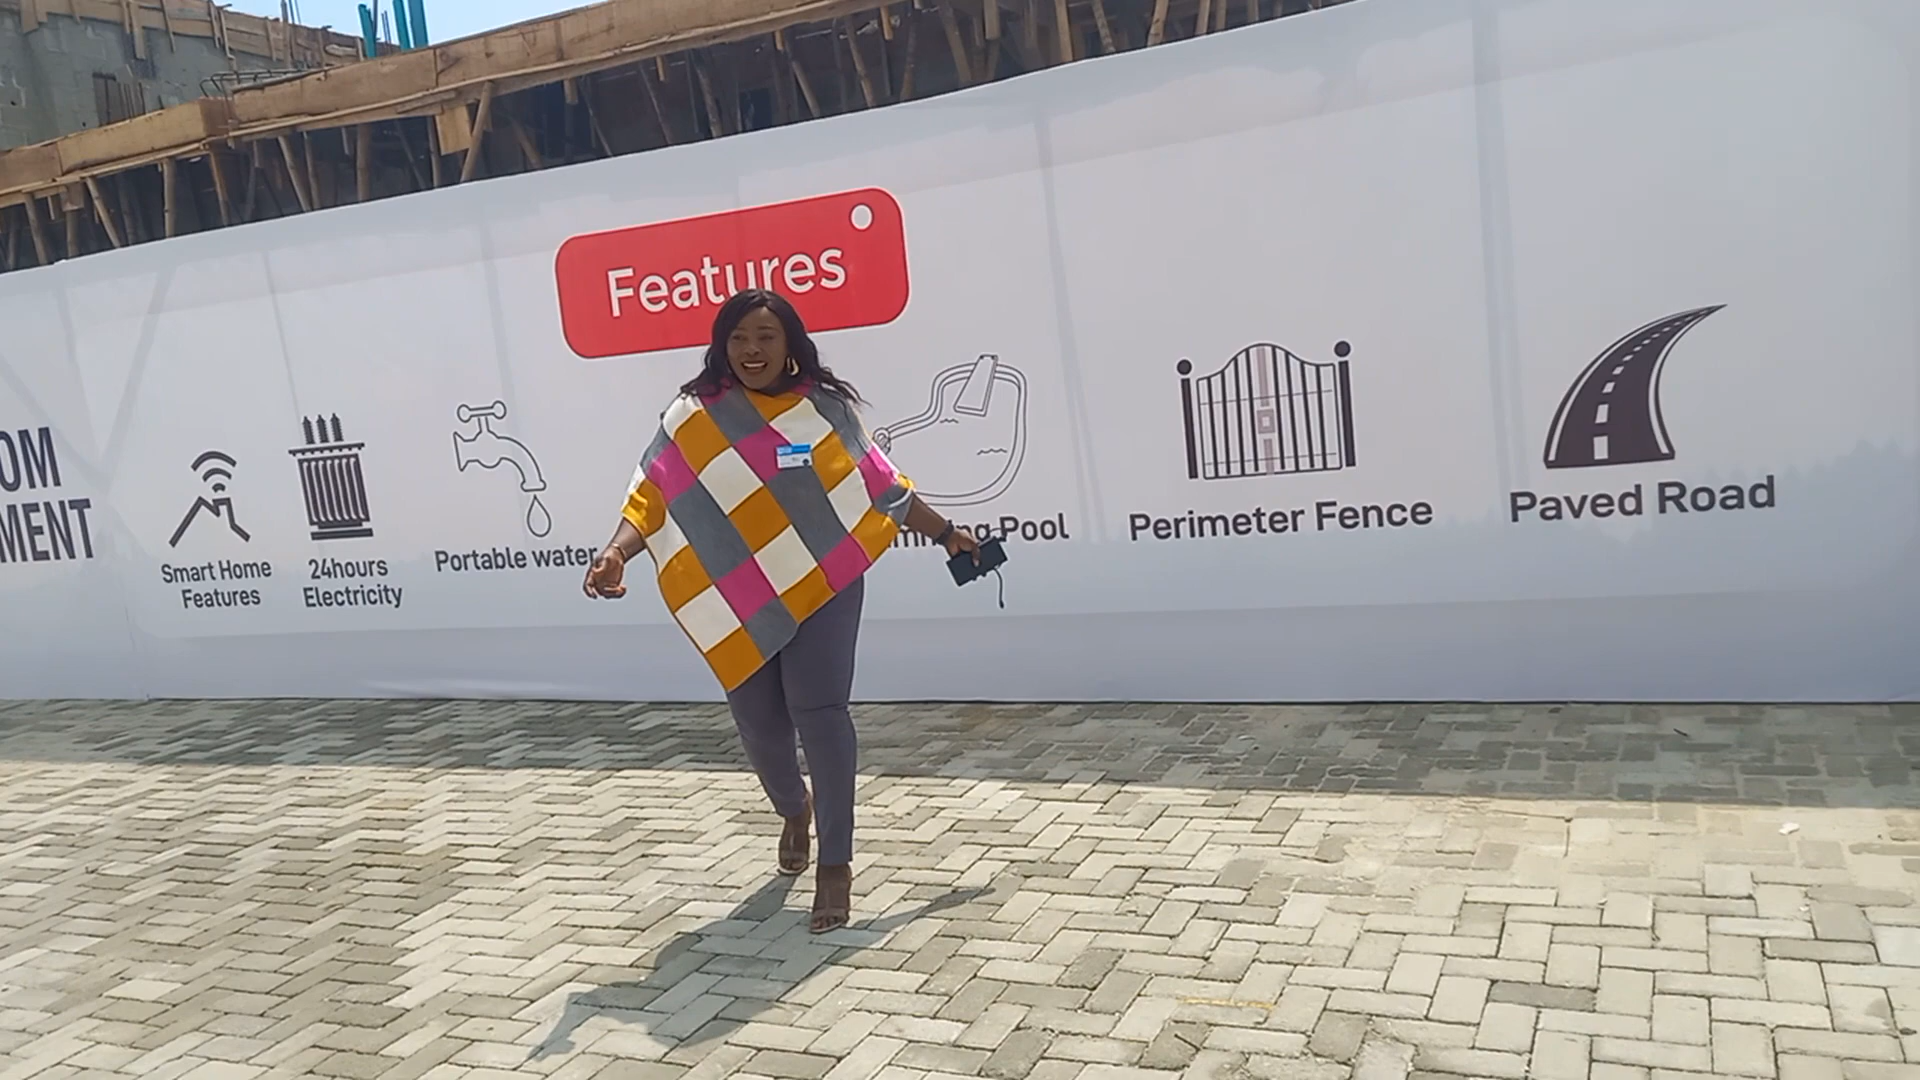 Features
OM
MENT
Smart Home
Features
24hours
Electricity
Portable water
Pool
Perimeter Fence
Paved Road